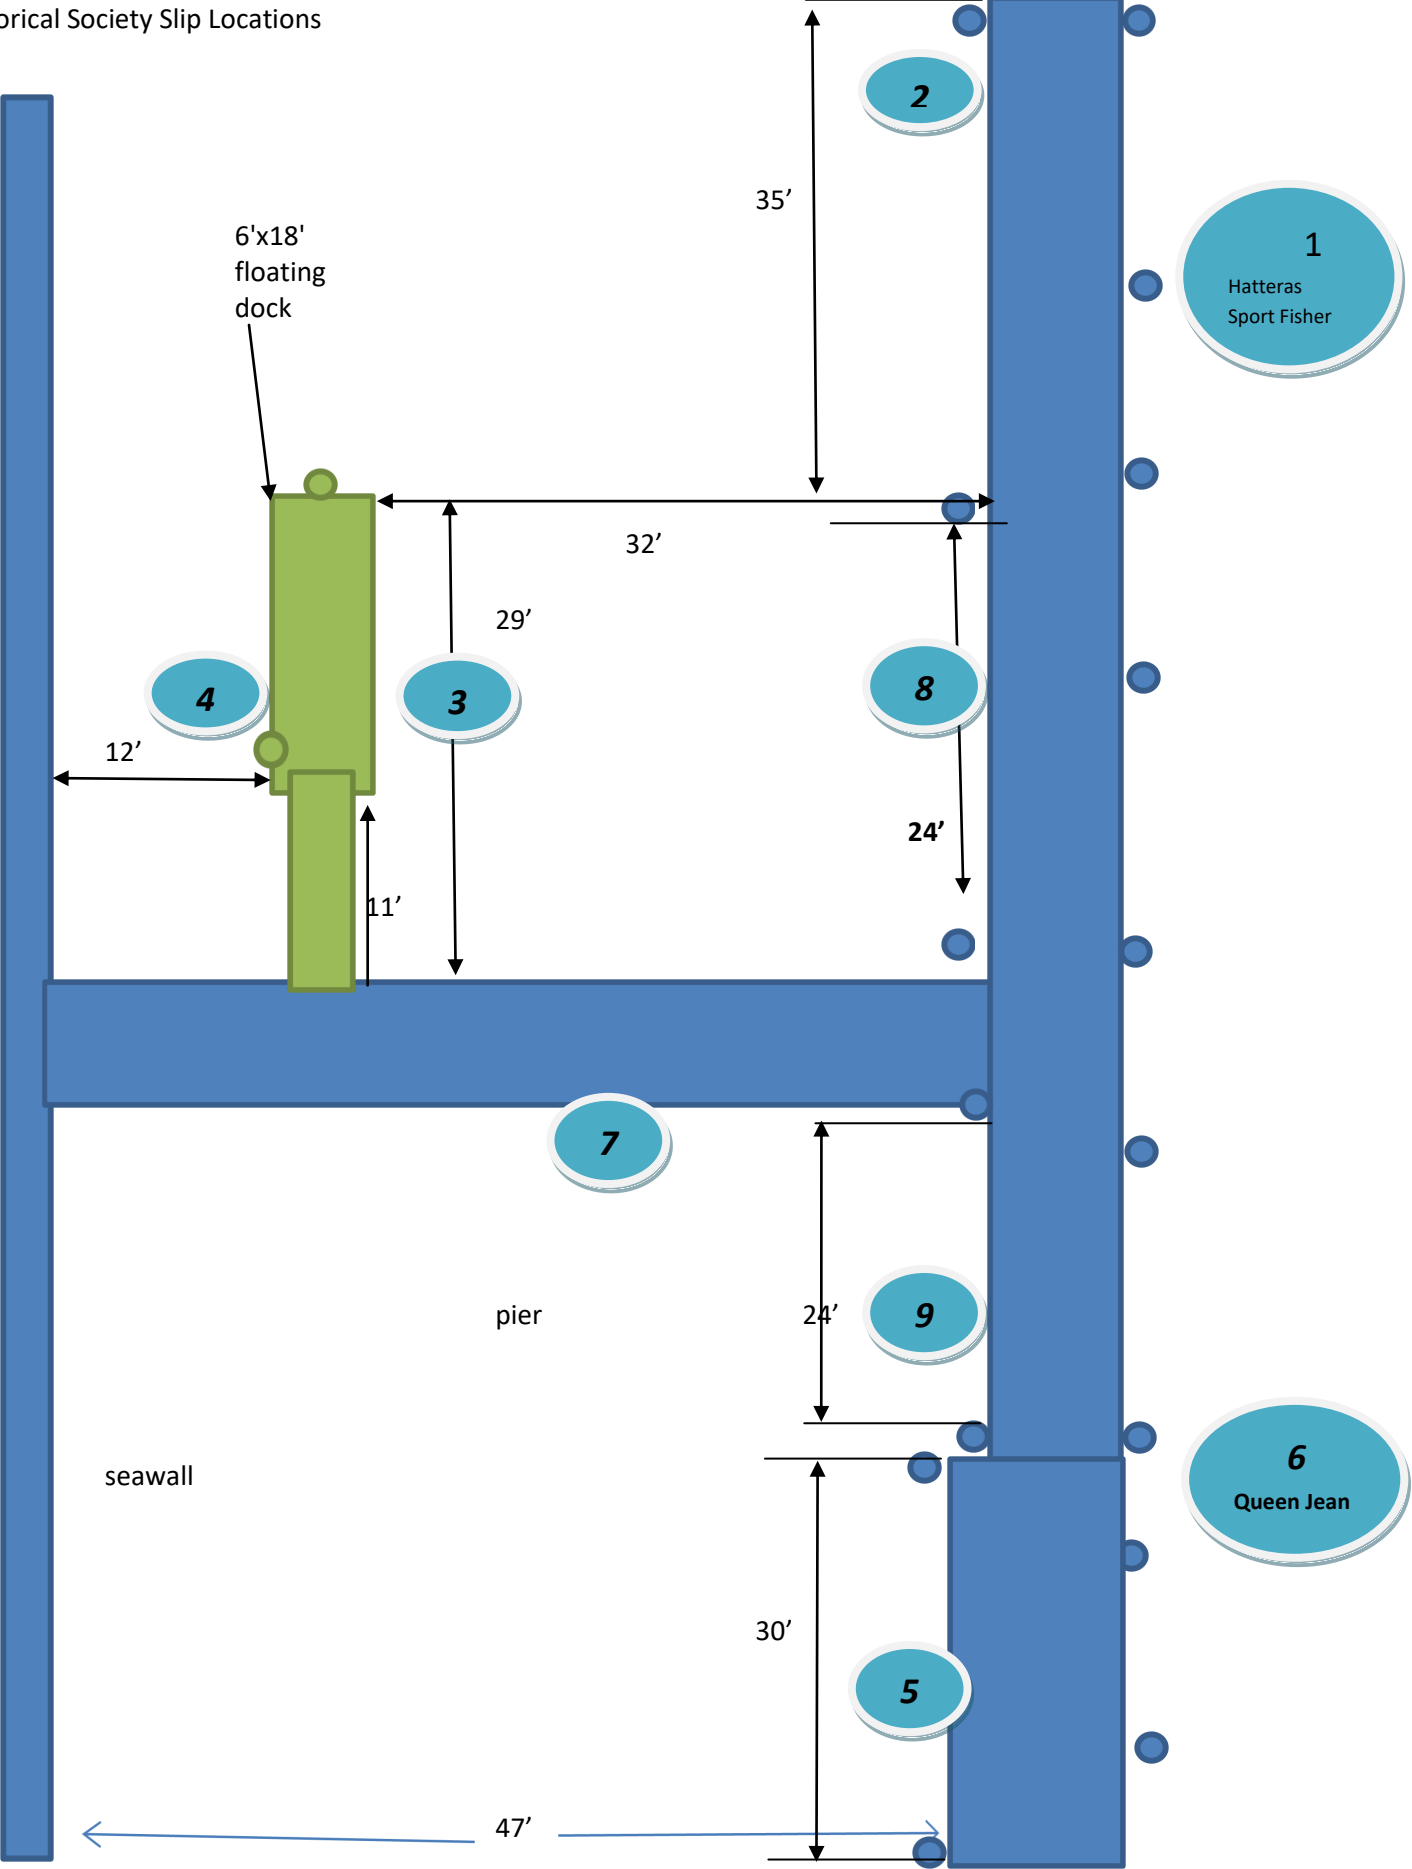 Society Slip Locations
2
35’
6'x18'
floating
dock
1
Hatteras
Sport Fisher
32’
29’
4
3
8
12’
24’
11’
7
pier
24’
9
seawall
6
Queen Jean
30’
5
47’